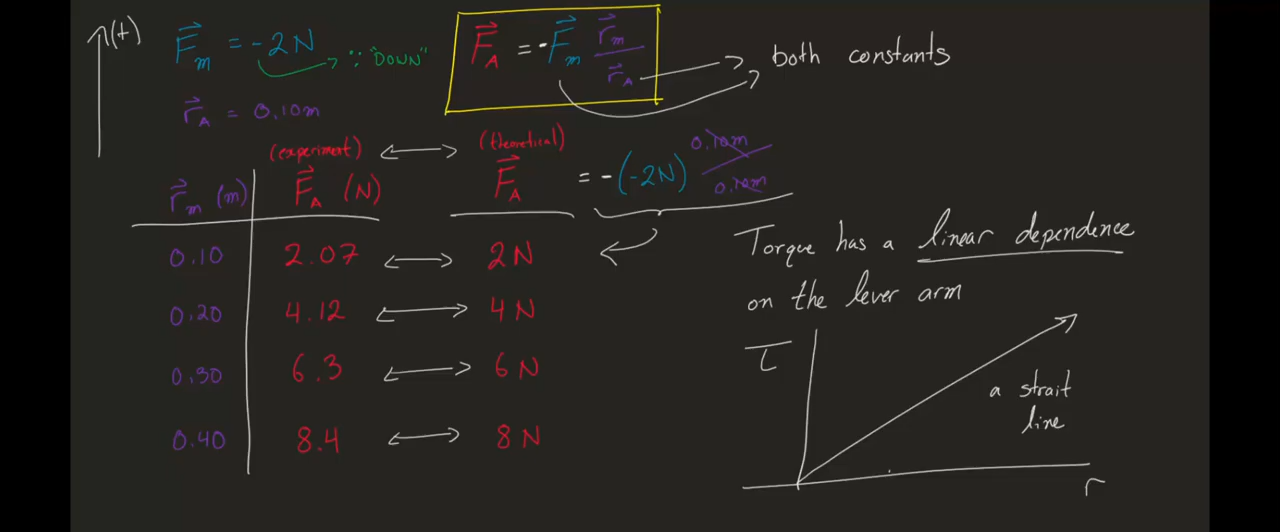 (+)
F⃗m = -2N
∵ "DOWN"
r⃗A = 0.10m
F⃗A = -F⃗m r⃗m / r⃗A
both constants
(experiment) ⟷ (theoretical)
r⃗m (m) F⃗A (N) F⃗A = -(-2N) 0.10m / 0.10m
0.10 2.07 ⟷ 2N
0.20 4.12 ⟷ 4N
0.30 6.3 ⟷ 6N
0.40 8.4 ⟷ 8N
Torque has a linear dependence
on the lever arm
τ
a strait
line
r